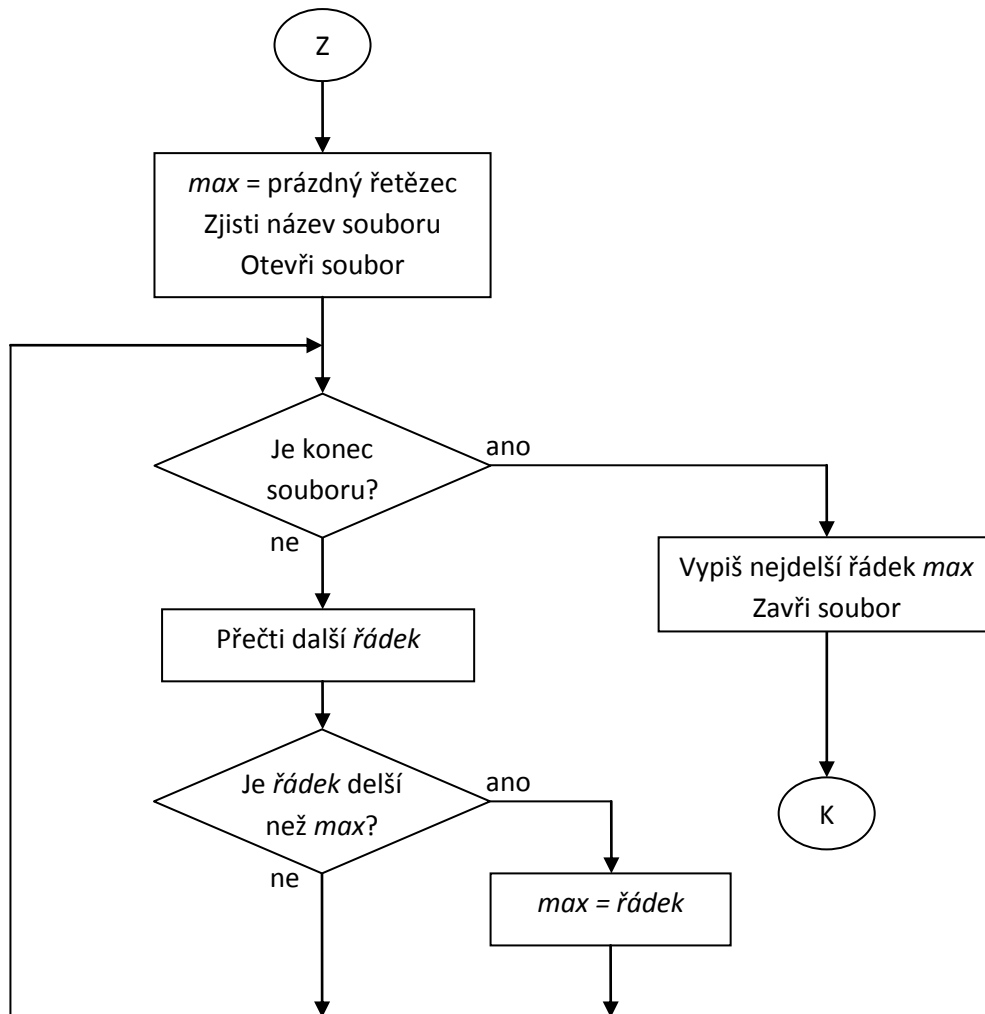 Z
max = prázdný řetězec
Zjisti název souboru
Otevři soubor
Je konec
souboru?
ano
ne
Vypiš nejdelší řádek max
Zavři soubor
Přečti další řádek
Je řádek delší
než max?
ano
K
ne
max = řádek